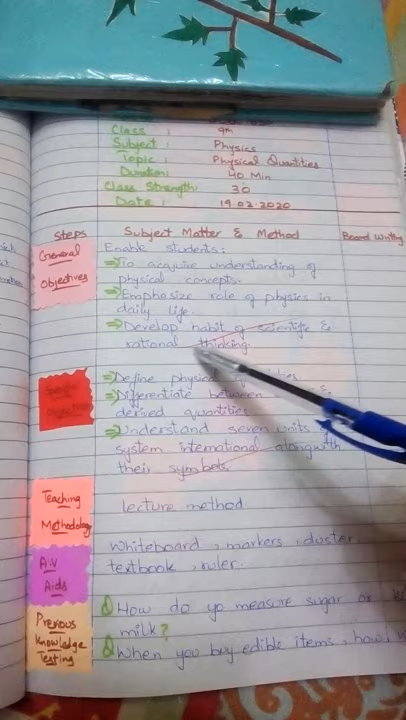 Class : 9th
Subject : Physics
Topic : Physical Quantities
Duration : 40 Min
Class Strength : 30
Date : 19.02.2020
Steps Subject Matter & Method Board Writing
General Objectives
Enable students:
⇒To acquire understanding of
physical concepts.
⇒Emphasize role of physics in
daily life.
⇒Develop habit of scientific &
rational thinking.
⇒Define
⇒Differentiate between
derived quantities
⇒Understand seven units
system international alongwith
their symbols
Teaching
Methodology
lecture method
A.V
Aids
Whiteboard, markers, duster,
textbook, ruler.
Previous
Knowledge
Testing
Q How do yo measure sugar or
milk?
Q When you buy edible items, how